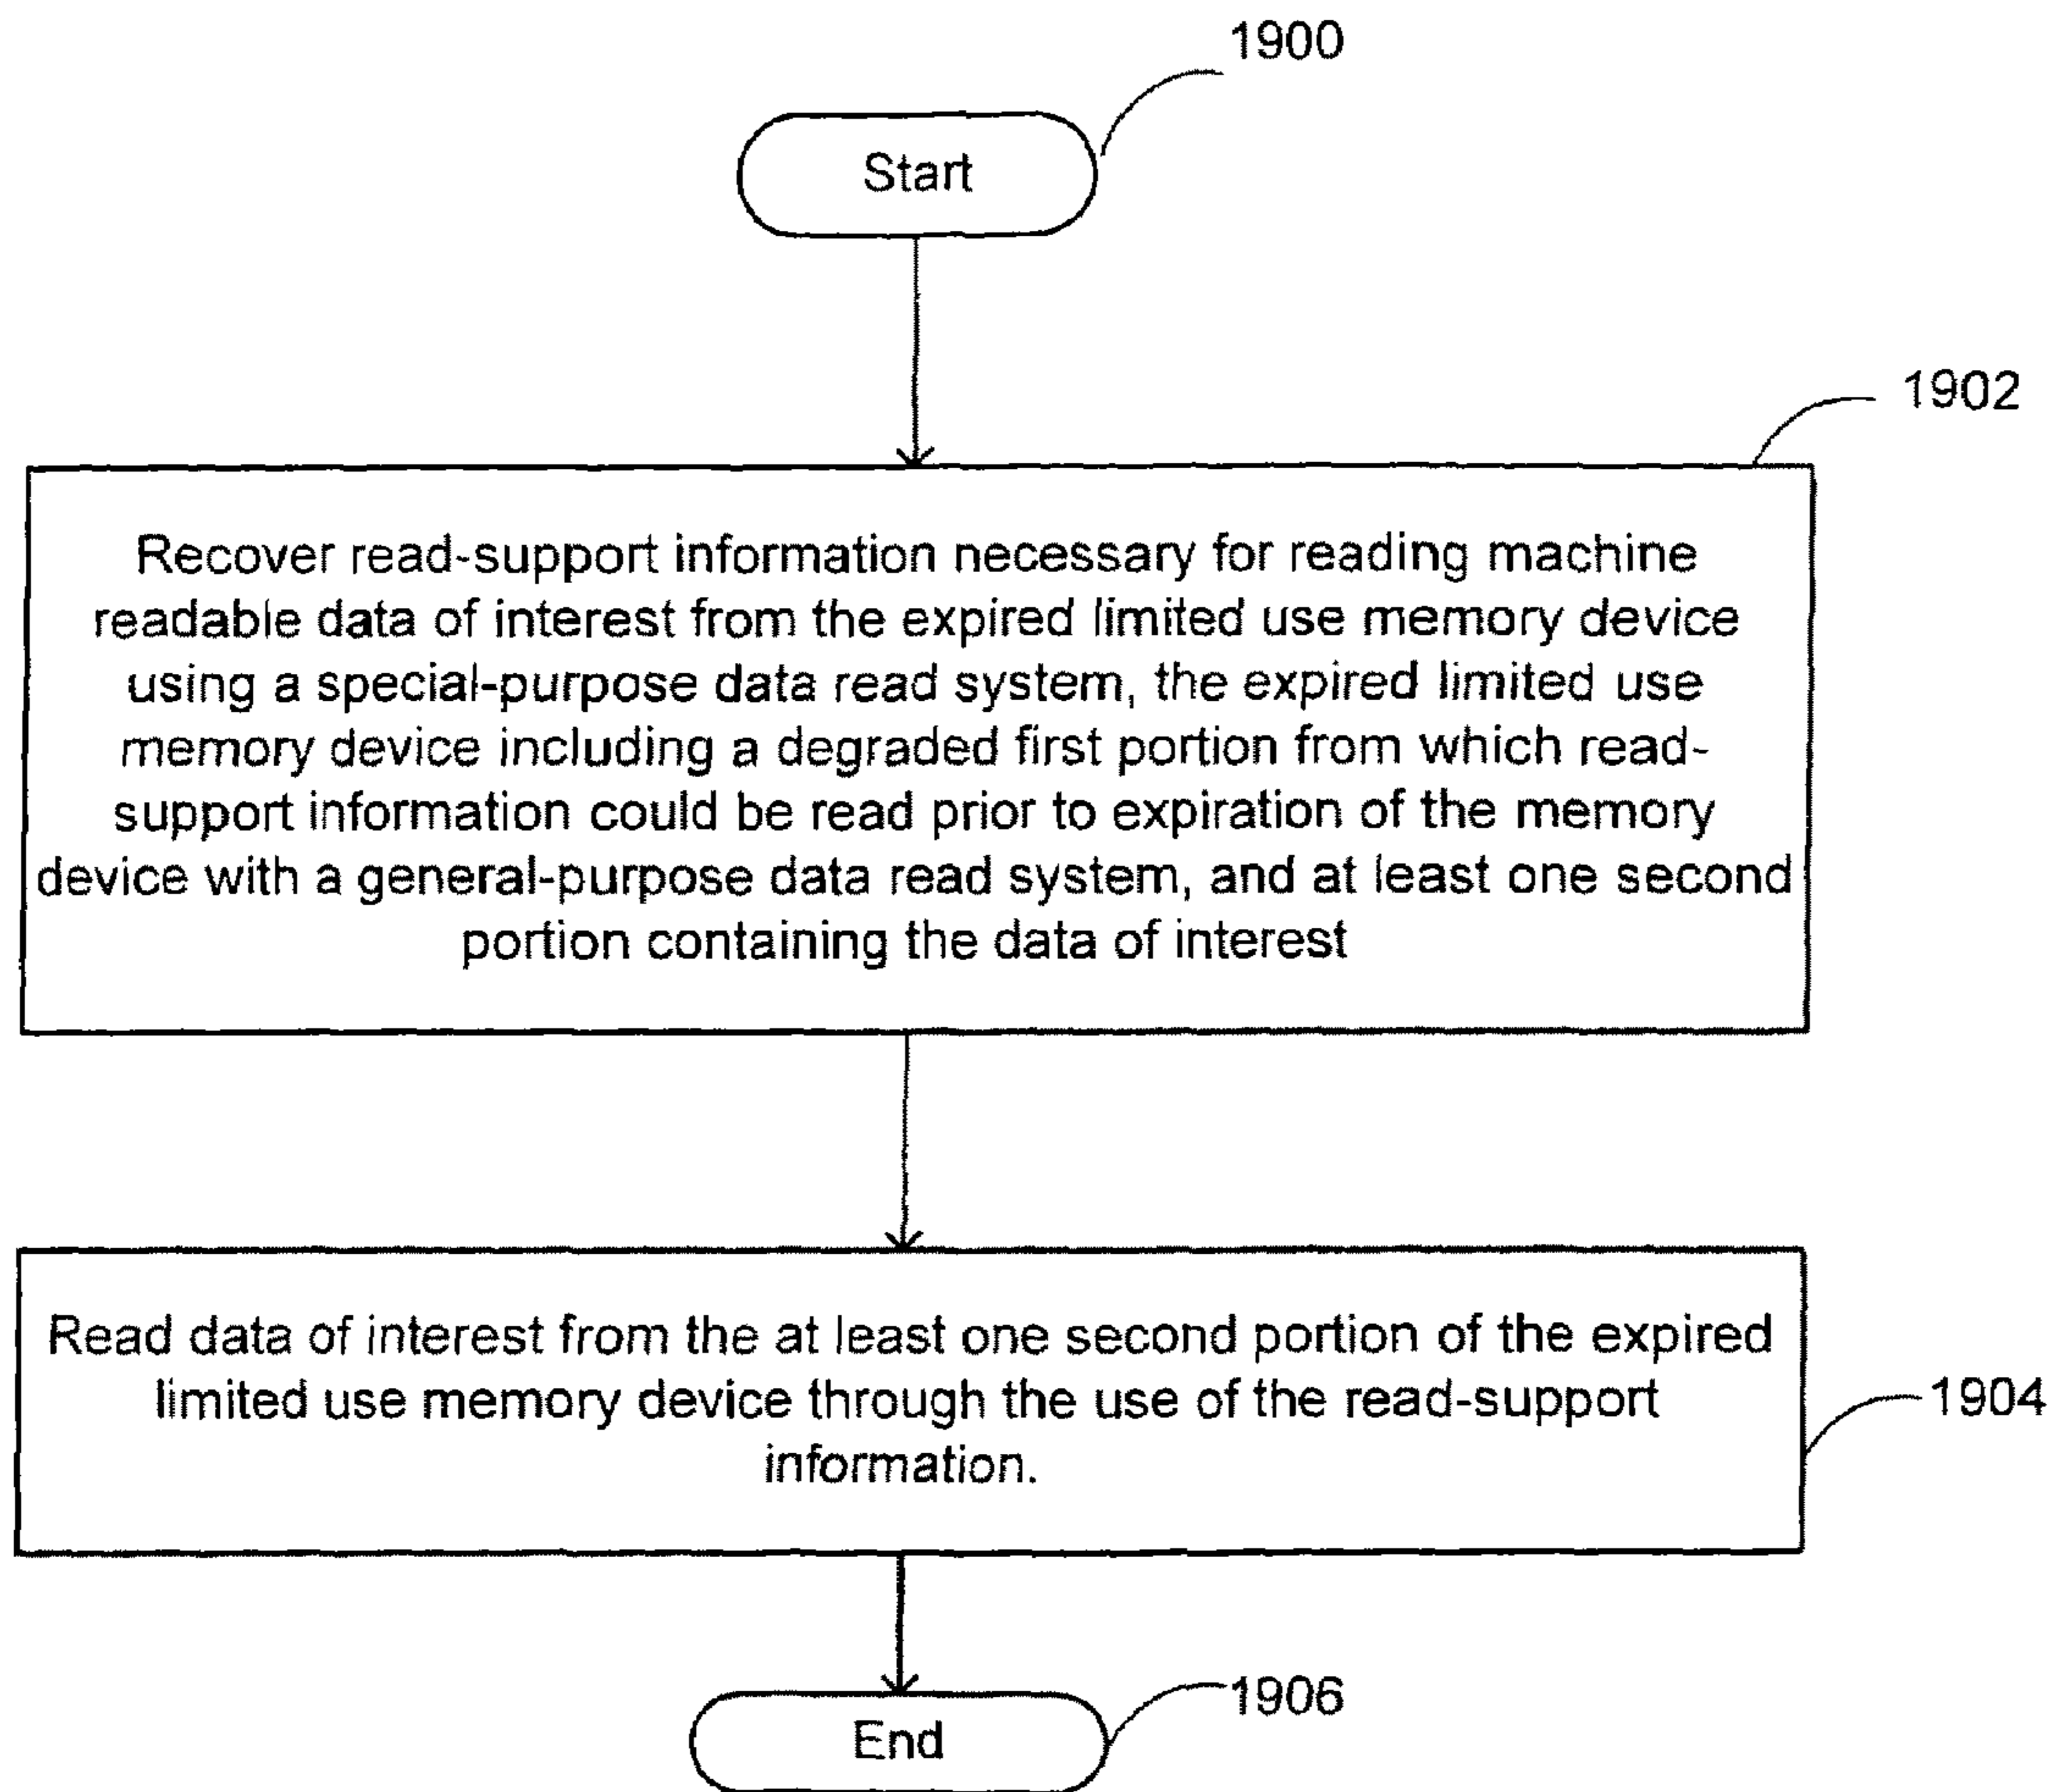 1900
Start
1902
Recover read-support information necessary for reading machine
readable data of interest from the expired limited use memory device
using a special-purpose data read system, the expired limited use
memory device including a degraded first portion from which read-
support information could be read prior to expiration of the memory
device with a general-purpose data read system, and at least one second
portion containing the data of interest
Read data of interest from the at least one second portion of the expired
limited use memory device through the use of the read-support
information.
1904
1906
End